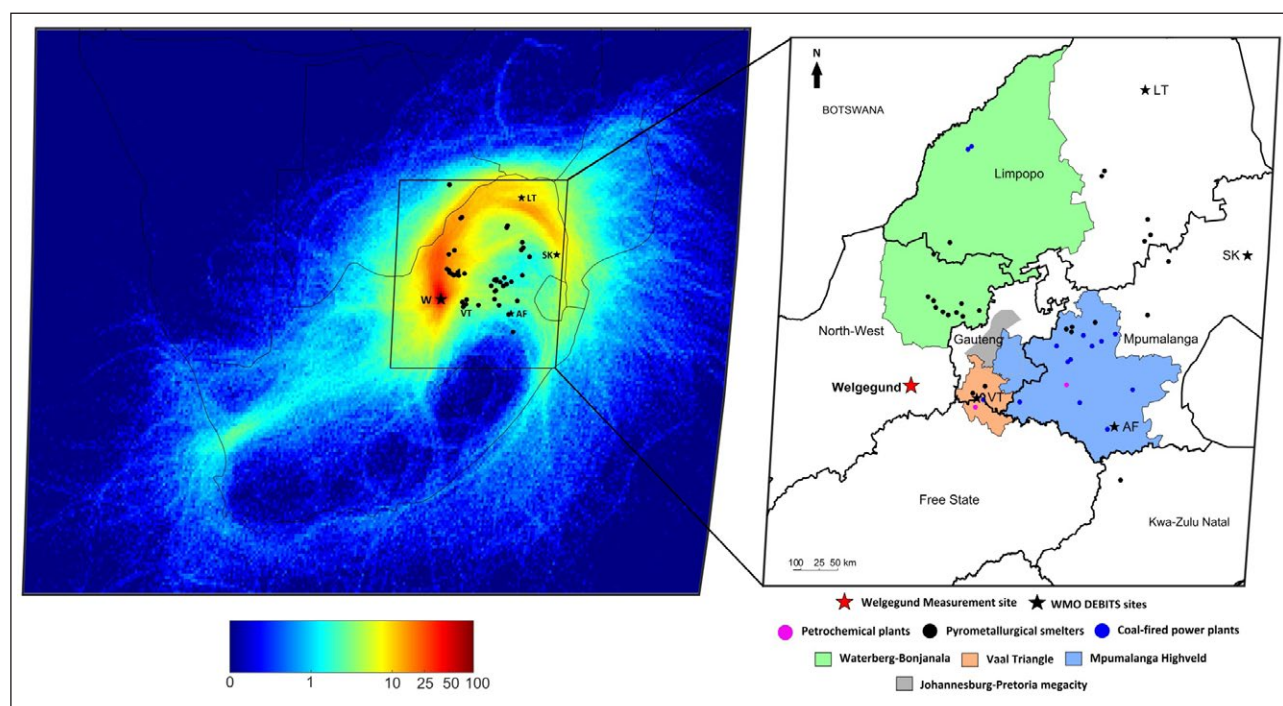 LT
SK
W
VT
AF
0 1 10 25 50 100
N
BOTSWANA
LT
Limpopo
SK
North-West
Gauteng
Mpumalanga
Welgegund
VT
AF
Free State
Kwa-Zulu Natal
100 25 50 km
Welgegund Measurement site WMO DEBITS sites
Petrochemical plants Pyrometallurgical smelters Coal-fired power plants
Waterberg-Bonjanala Vaal Triangle Mpumalanga Highveld
Johannesburg-Pretoria megacity